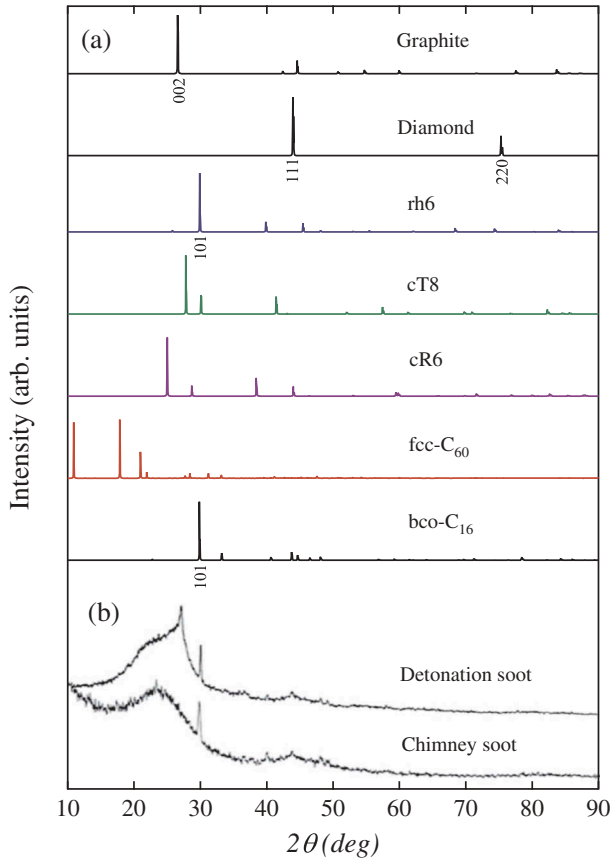 (a)
Graphite
002
Diamond
111
220
rh6
101
cT8
cR6
fcc-C₆₀
bco-C₁₆
101
(b)
Detonation soot
Chimney soot
Intensity (arb. units)
10 20 30 40 50 60 70 80 90
2θ (deg)